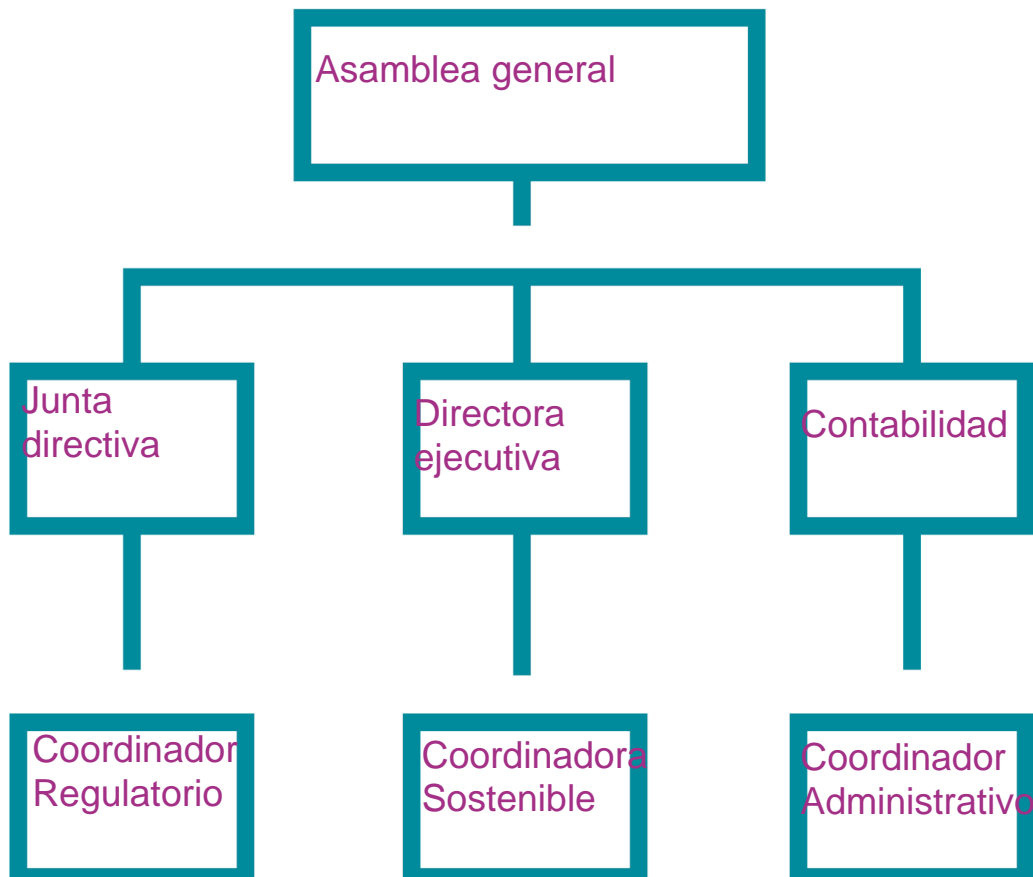 Asamblea general
Junta
directiva
Directora
ejecutiva
Contabilidad
Coordinador
Regulatorio
Coordinadora
Sostenible
Coordinador
Administrativo